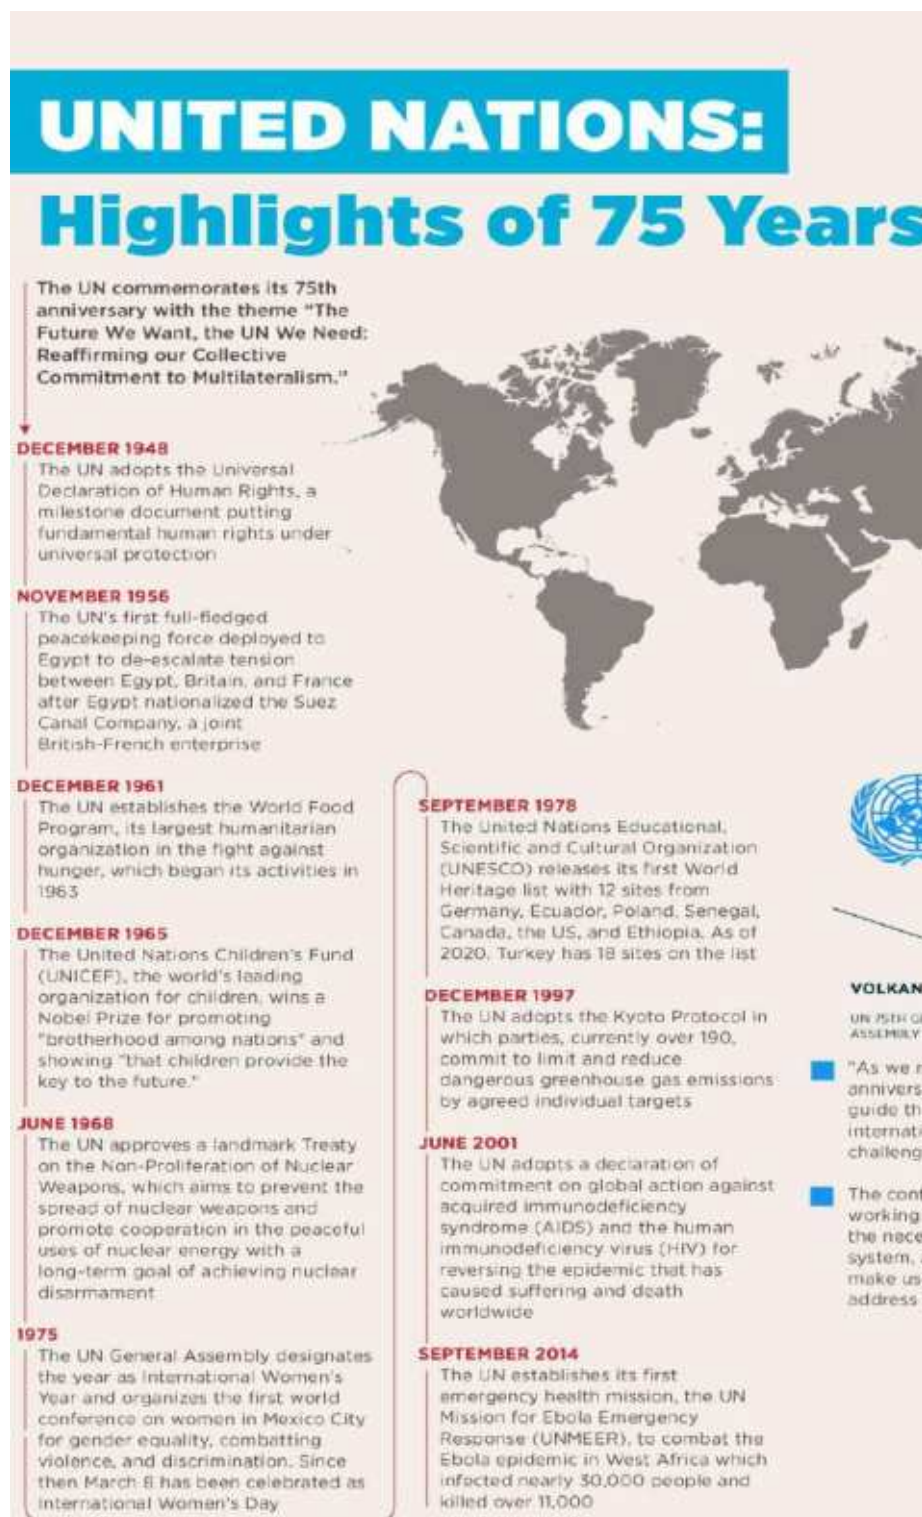 UNITED NATIONS:
Highlights of 75 Years
The UN commemorates its 75th
anniversary with the theme "The
Future We Want, the UN We Need:
Reaffirming our Collective
Commitment to Multilateralism."
DECEMBER 1948
The UN adopts the Universal
Declaration of Human Rights, a
milestone document putting
fundamental human rights under
universal protection
NOVEMBER 1956
The UN's first full-fledged
peacekeeping force deployed to
Egypt to de-escalate tension
between Egypt, Britain, and France
after Egypt nationalized the Suez
Canal Company, a joint
British-French enterprise
DECEMBER 1961
The UN establishes the World Food
Program, its largest humanitarian
organization in the fight against
hunger, which began its activities in
1963
DECEMBER 1965
The United Nations Children's Fund
(UNICEF), the world's leading
organization for children, wins a
Nobel Prize for promoting
"brotherhood among nations" and
showing "that children provide the
key to the future."
JUNE 1968
The UN approves a landmark Treaty
on the Non-Proliferation of Nuclear
Weapons, which aims to prevent the
spread of nuclear weapons and
promote cooperation in the peaceful
uses of nuclear energy with a
long-term goal of achieving nuclear
disarmament
1975
The UN General Assembly designates
the year as International Women's
Year and organizes the first world
conference on women in Mexico City
for gender equality, combatting
violence, and discrimination. Since
then March 8 has been celebrated as
International Women's Day
SEPTEMBER 1978
The United Nations Educational,
Scientific and Cultural Organization
(UNESCO) releases its first World
Heritage list with 12 sites from
Germany, Ecuador, Poland, Senegal,
Canada, the US, and Ethiopia. As of
2020, Turkey has 18 sites on the list
DECEMBER 1997
The UN adopts the Kyoto Protocol in
which parties, currently over 190,
commit to limit and reduce
dangerous greenhouse gas emissions
by agreed individual targets
JUNE 2001
The UN adopts a declaration of
commitment on global action against
acquired immunodeficiency
syndrome (AIDS) and the human
immunodeficiency virus (HIV) for
reversing the epidemic that has
caused suffering and death
worldwide
SEPTEMBER 2014
The UN establishes its first
emergency health mission, the UN
Mission for Ebola Emergency
Response (UNMEER), to combat the
Ebola epidemic in West Africa which
infected nearly 30,000 people and
killed over 11,000
VOLKAN
UN 75TH
ASSEMBLY
"As we
annivers
guide th
internati
challeng
The cont
working
the nece
system,
make us
address